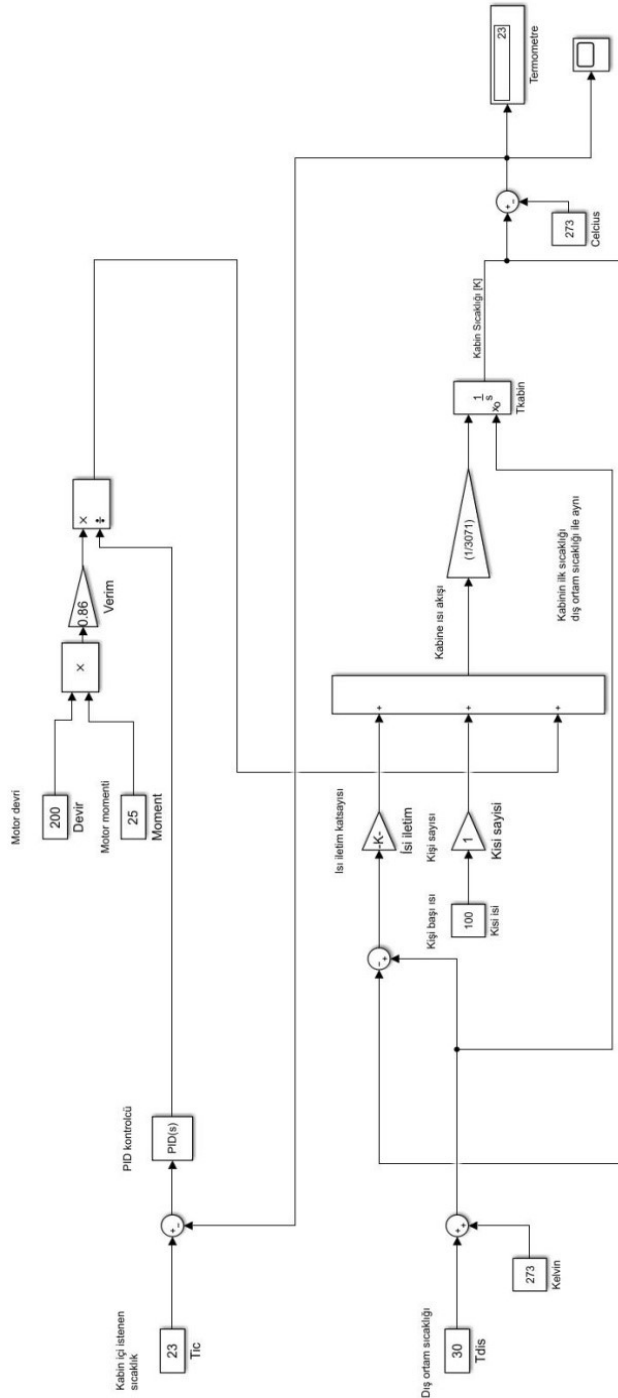 Motor devri
200
Devir
Motor momenti
25
Moment
×
0.86
Verim
×
÷
Kabin içi istenen
sıcaklık
23
Tic
+
-
PID kontrolcü
PID(s)
Dış ortam sıcaklığı
30
Tdis
+
+
273
Kelvin
-
+
Isı iletim katsayısı
-K-
İsi iletim
Kişi başı ısı
100
Kisi isi
Kişi sayısı
1
Kisi sayisi
+
+
+
Kabine ısı akışı
(1/3071)
Kabinin ilk sıcaklığı
dış ortam sıcaklığı ile aynı
1
s
xo
Tkabin
Kabin Sıcaklığı [K]
+
-
273
Celcius
23
Termometre